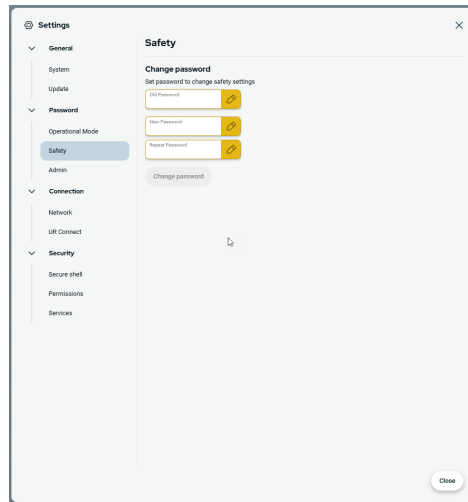 Settings
General
System
Update
Password
Operational Mode
Safety
Admin
Connection
Network
UR Connect
Security
Secure shell
Permissions
Services
Safety
Change password
Set password to change safety settings
Old Password
New Password
Repeat Password
Change password
Close